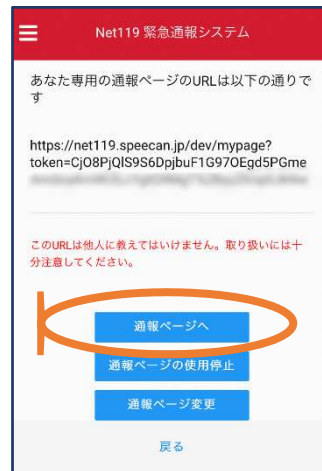 Net119 緊急通報システム
あなた専用の通報ページのURLは以下の通りで
す
https://net119.speecan.jp/dev/mypage?
token=CjO8PjQlS9S6DpjbuF1G97OEgd5PGme
このURLは他人に教えてはいけません。取り扱いには十
分注意してください。
通報ページへ
通報ページの使用停止
通報ページ変更
戻る